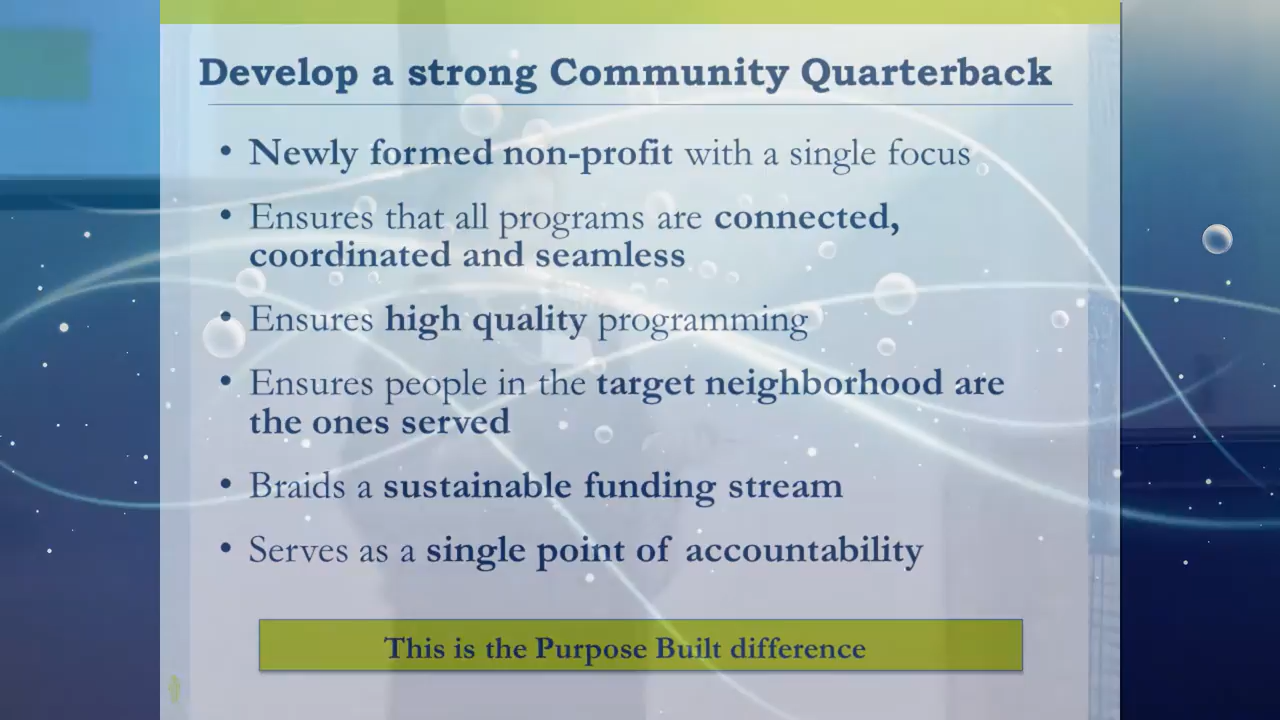 Develop a strong Community Quarterback
• Newly formed non-profit with a single focus
• Ensures that all programs are connected,
coordinated and seamless
• Ensures high quality programming
• Ensures people in the target neighborhood are
the ones served
• Braids a sustainable funding stream
• Serves as a single point of accountability
This is the Purpose Built difference